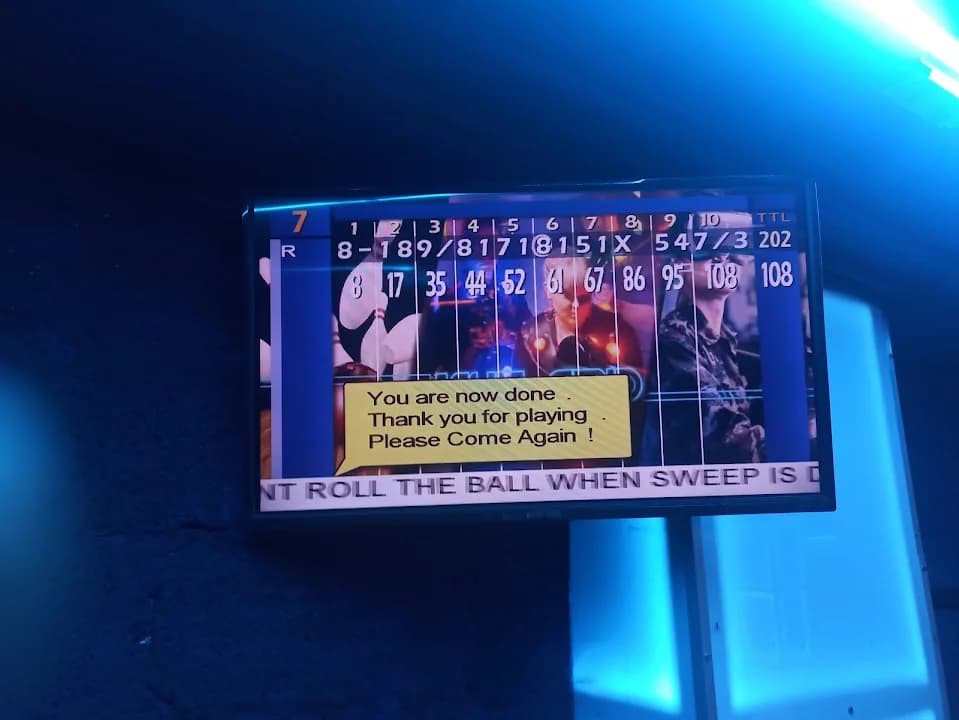 7 1 2 3 4 5 6 7 8 9 10 TTL
R 8-189/8171⑧151X 547/3 202
8 17 35 44 52 61 67 86 95 108 108
You are now done .
Thank you for playing .
Please Come Again !
NT ROLL THE BALL WHEN SWEEP IS D